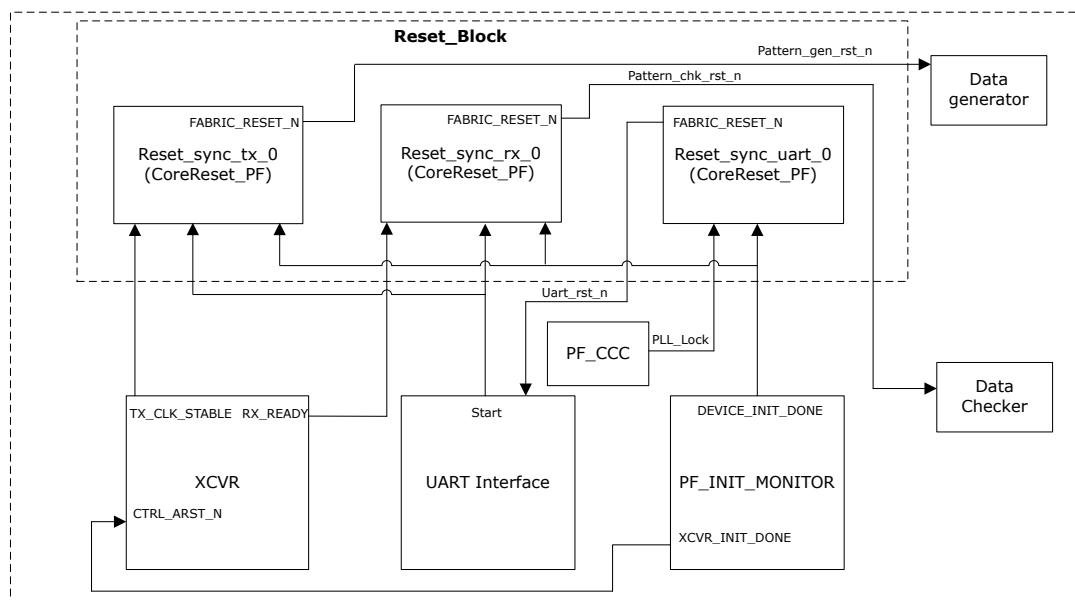 Reset_Block
Pattern_gen_rst_n
Pattern_chk_rst_n
Data
generator
FABRIC_RESET_N
Reset_sync_tx_0
(CoreReset_PF)
FABRIC_RESET_N
Reset_sync_rx_0
(CoreReset_PF)
FABRIC_RESET_N
Reset_sync_uart_0
(CoreReset_PF)
Uart_rst_n
PF_CCC
PLL_Lock
Data
Checker
TX_CLK_STABLE
RX_READY
XCVR
CTRL_ARST_N
Start
UART Interface
DEVICE_INIT_DONE
PF_INIT_MONITOR
XCVR_INIT_DONE